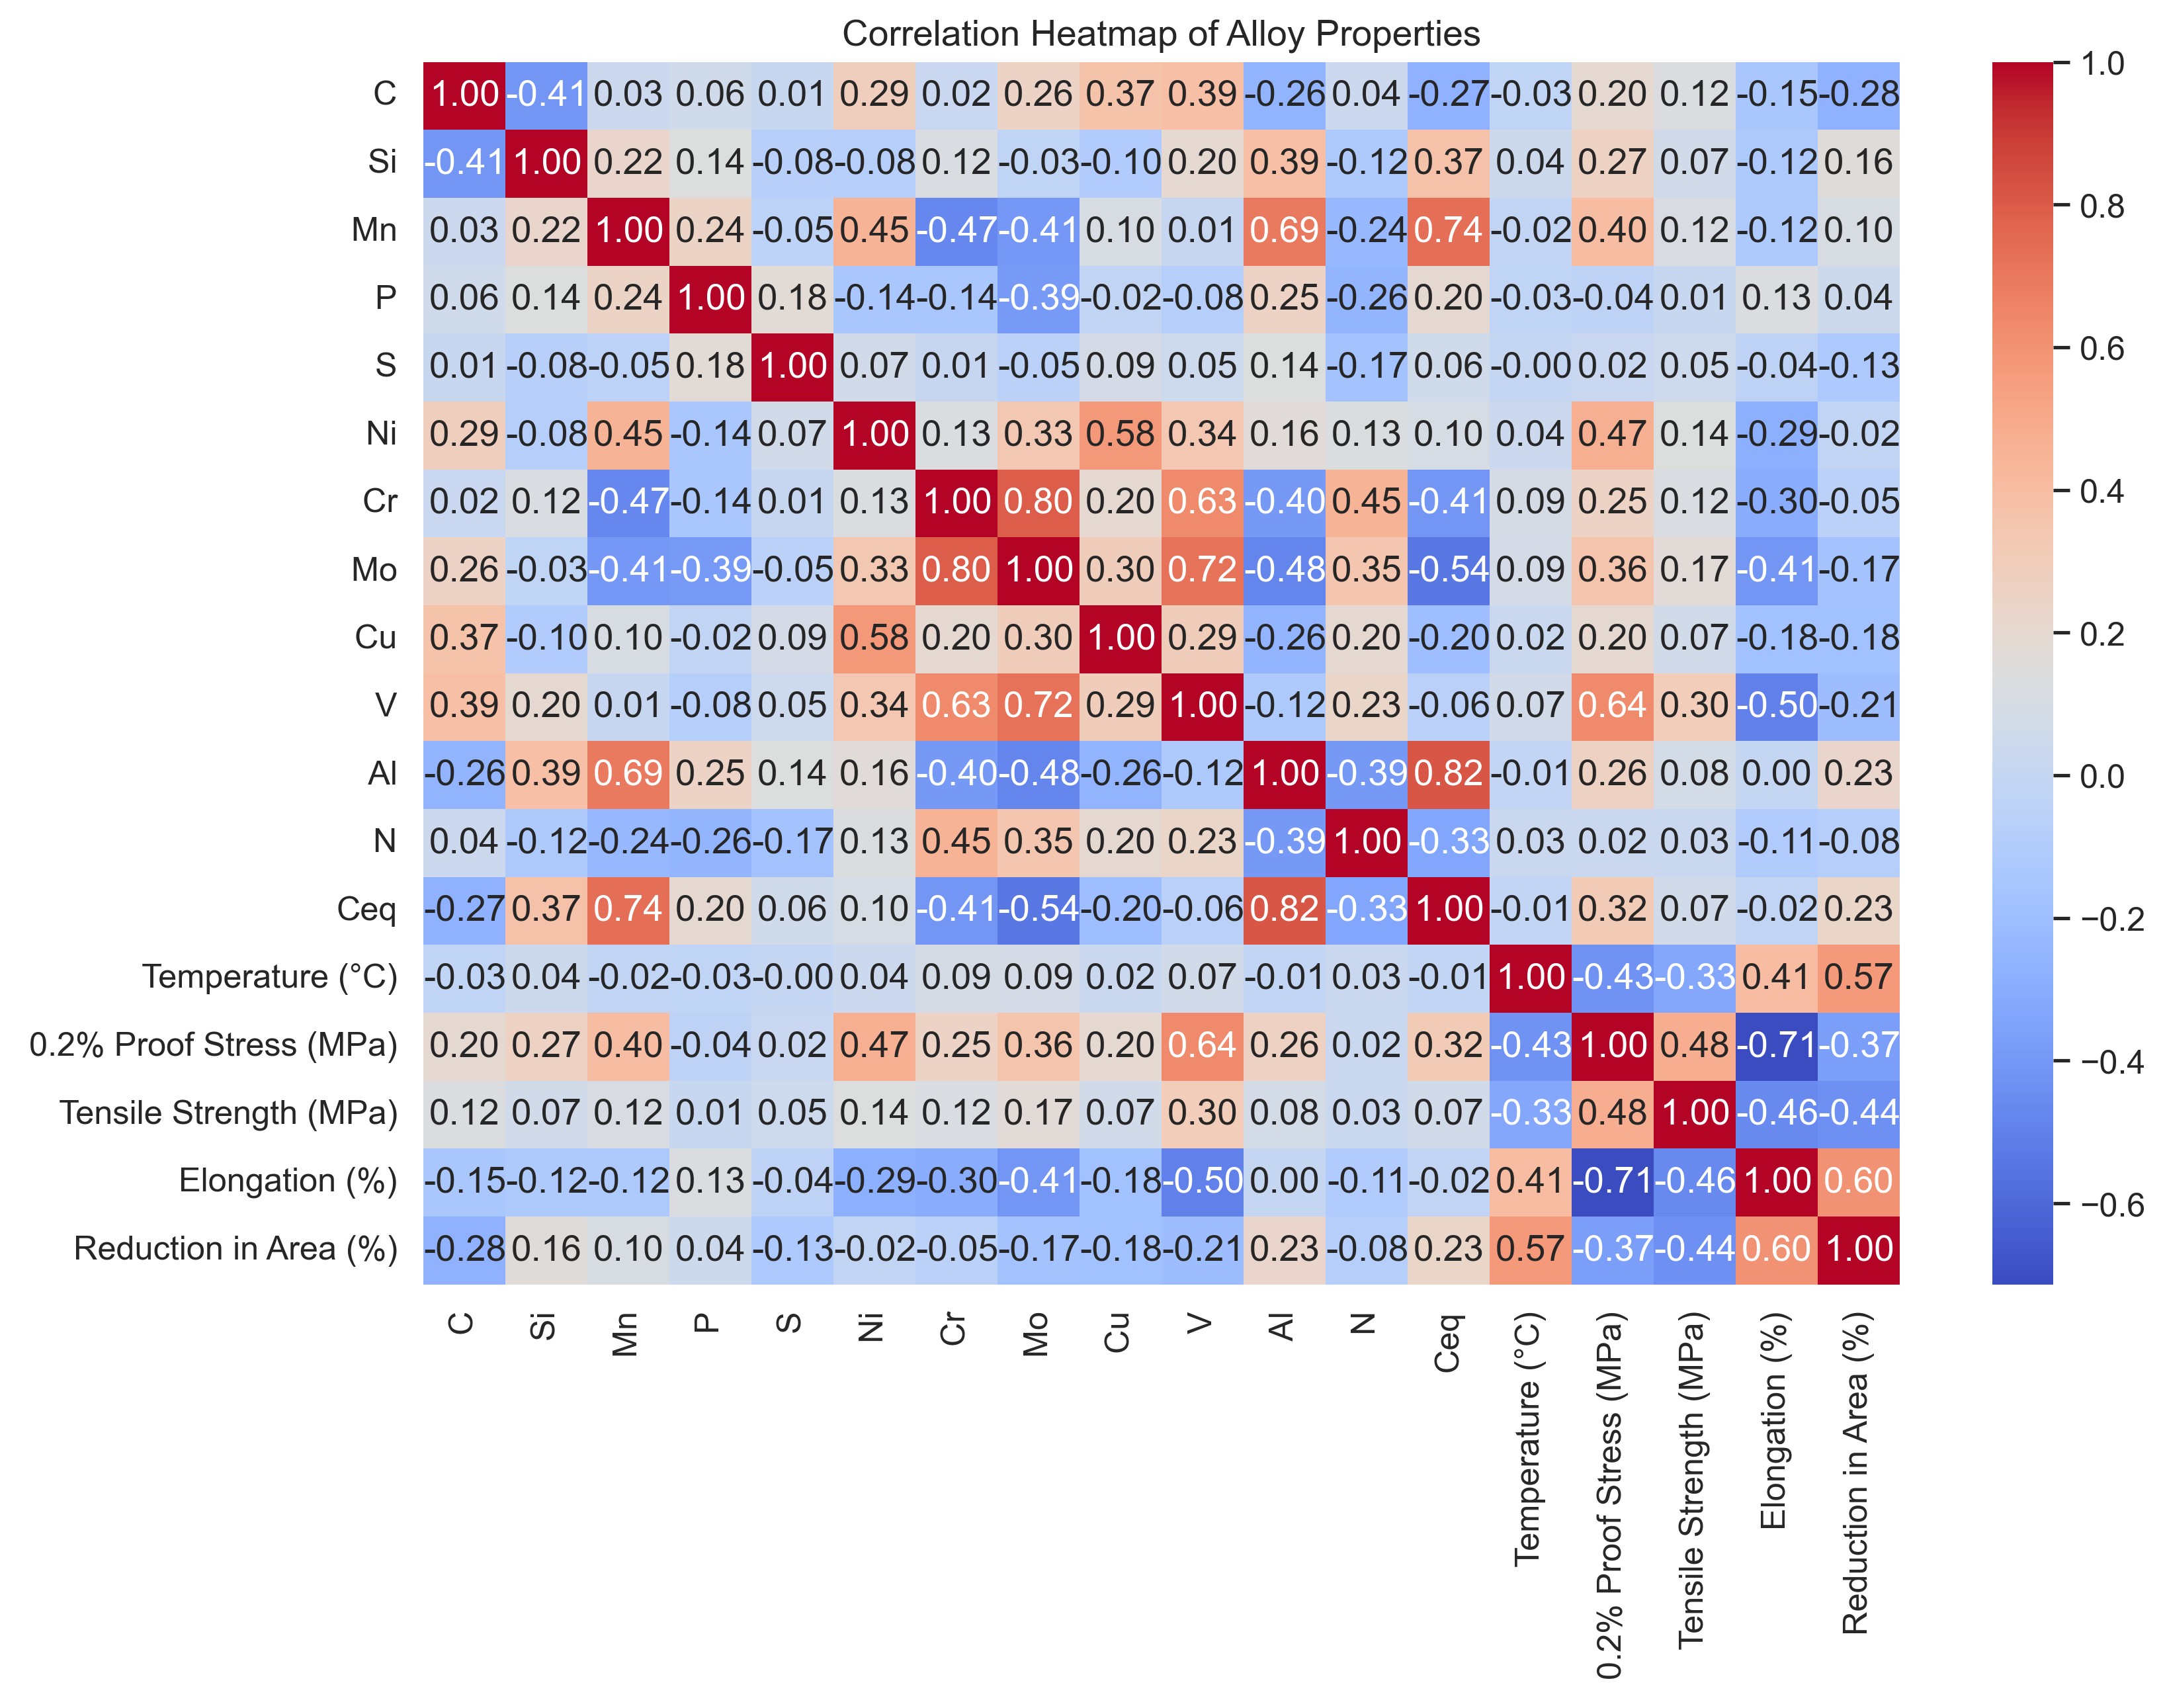 Correlation Heatmap of Alloy Properties
C 1.00 -0.41 0.03 0.06 0.01 0.29 0.02 0.26 0.37 0.39 -0.26 0.04 -0.27 -0.03 0.20 0.12 -0.15 -0.28
Si -0.41 1.00 0.22 0.14 -0.08 -0.08 0.12 -0.03 -0.10 0.20 0.39 -0.12 0.37 0.04 0.27 0.07 -0.12 0.16
Mn 0.03 0.22 1.00 0.24 -0.05 0.45 -0.47 -0.41 0.10 0.01 0.69 -0.24 0.74 -0.02 0.40 0.12 -0.12 0.10
P 0.06 0.14 0.24 1.00 0.18 -0.14 -0.14 -0.39 -0.02 -0.08 0.25 -0.26 0.20 -0.03 -0.04 0.01 0.13 0.04
S 0.01 -0.08 -0.05 0.18 1.00 0.07 0.01 -0.05 0.09 0.05 0.14 -0.17 0.06 -0.00 0.02 0.05 -0.04 -0.13
Ni 0.29 -0.08 0.45 -0.14 0.07 1.00 0.13 0.33 0.58 0.34 0.16 0.13 0.10 0.04 0.47 0.14 -0.29 -0.02
Cr 0.02 0.12 -0.47 -0.14 0.01 0.13 1.00 0.80 0.20 0.63 -0.40 0.45 -0.41 0.09 0.25 0.12 -0.30 -0.05
Mo 0.26 -0.03 -0.41 -0.39 -0.05 0.33 0.80 1.00 0.30 0.72 -0.48 0.35 -0.54 0.09 0.36 0.17 -0.41 -0.17
Cu 0.37 -0.10 0.10 -0.02 0.09 0.58 0.20 0.30 1.00 0.29 -0.26 0.20 -0.20 0.02 0.20 0.07 -0.18 -0.18
V 0.39 0.20 0.01 -0.08 0.05 0.34 0.63 0.72 0.29 1.00 -0.12 0.23 -0.06 0.07 0.64 0.30 -0.50 -0.21
Al -0.26 0.39 0.69 0.25 0.14 0.16 -0.40 -0.48 -0.26 -0.12 1.00 -0.39 0.82 -0.01 0.26 0.08 0.00 0.23
N 0.04 -0.12 -0.24 -0.26 -0.17 0.13 0.45 0.35 0.20 0.23 -0.39 1.00 -0.33 0.03 0.02 0.03 -0.11 -0.08
Ceq -0.27 0.37 0.74 0.20 0.06 0.10 -0.41 -0.54 -0.20 -0.06 0.82 -0.33 1.00 -0.01 0.32 0.07 -0.02 0.23
Temperature (°C) -0.03 0.04 -0.02 -0.03 -0.00 0.04 0.09 0.09 0.02 0.07 -0.01 0.03 -0.01 1.00 -0.43 -0.33 0.41 0.57
0.2% Proof Stress (MPa) 0.20 0.27 0.40 -0.04 0.02 0.47 0.25 0.36 0.20 0.64 0.26 0.02 0.32 -0.43 1.00 0.48 -0.71 -0.37
Tensile Strength (MPa) 0.12 0.07 0.12 0.01 0.05 0.14 0.12 0.17 0.07 0.30 0.08 0.03 0.07 -0.33 0.48 1.00 -0.46 -0.44
Elongation (%) -0.15 -0.12 -0.12 0.13 -0.04 -0.29 -0.30 -0.41 -0.18 -0.50 0.00 -0.11 -0.02 0.41 -0.71 -0.46 1.00 0.60
Reduction in Area (%) -0.28 0.16 0.10 0.04 -0.13 -0.02 -0.05 -0.17 -0.18 -0.21 0.23 -0.08 0.23 0.57 -0.37 -0.44 0.60 1.00
C
Si
Mn
P
S
Ni
Cr
Mo
Cu
V
Al
N
Ceq
Temperature (°C)
0.2% Proof Stress (MPa)
Tensile Strength (MPa)
Elongation (%)
Reduction in Area (%)
1.0
0.8
0.6
0.4
0.2
0.0
−0.2
−0.4
−0.6